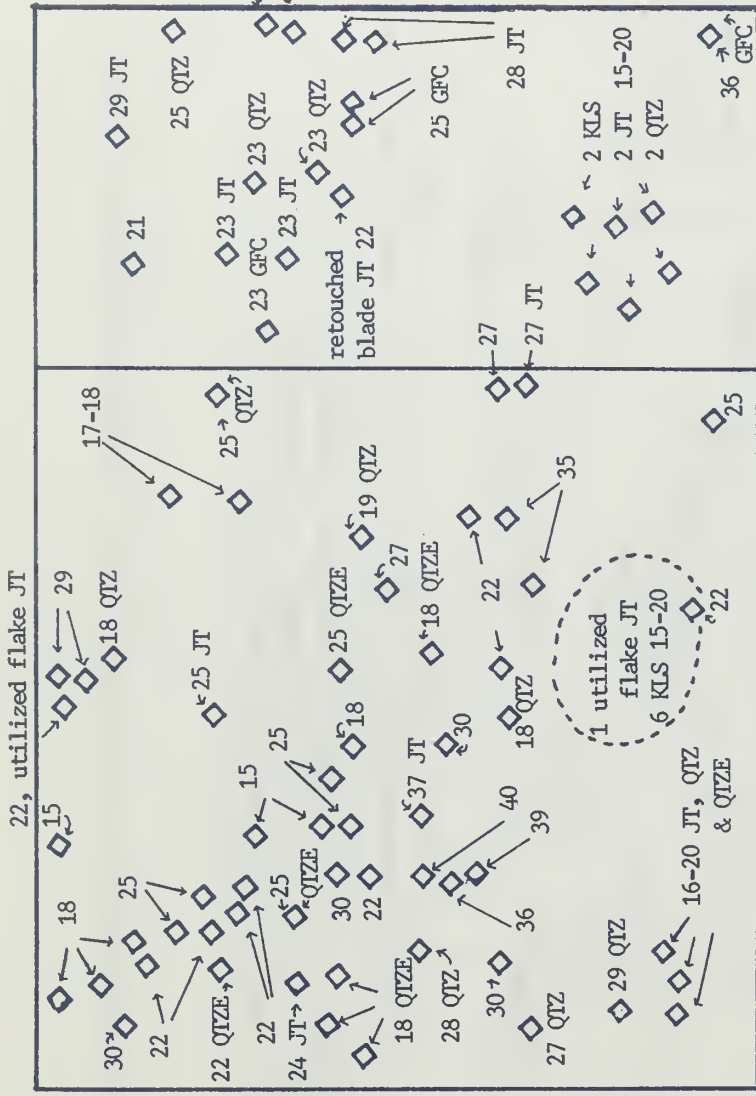 22, utilized flake JT
15
18
29
17-18
29 JT
30
25
18 QTZ
21
25 QTZ
22
25 JT
25
QTZ
23 JT
22 QTZE
15
23 GFC
23 QTZ
22
25
25
QTZE
23 JT
24 JT
23 QTZ
30
25 QTZE
18
19 QTZ
retouched
blade JT 22
22
27
18 QTZE
37 JT
18 QTZE
25 GFC
28 QTZ
30
22
27
30
40
18 QTZ
28 JT
36
39
27 QTZ
35
27 JT
1 utilized
flake JT
6 KLS 15-20
2 KLS
2 JT 15-20
2 QTZ
29 QTZ
22
16-20 JT, QTZ
& QTZE
25
36
GFC